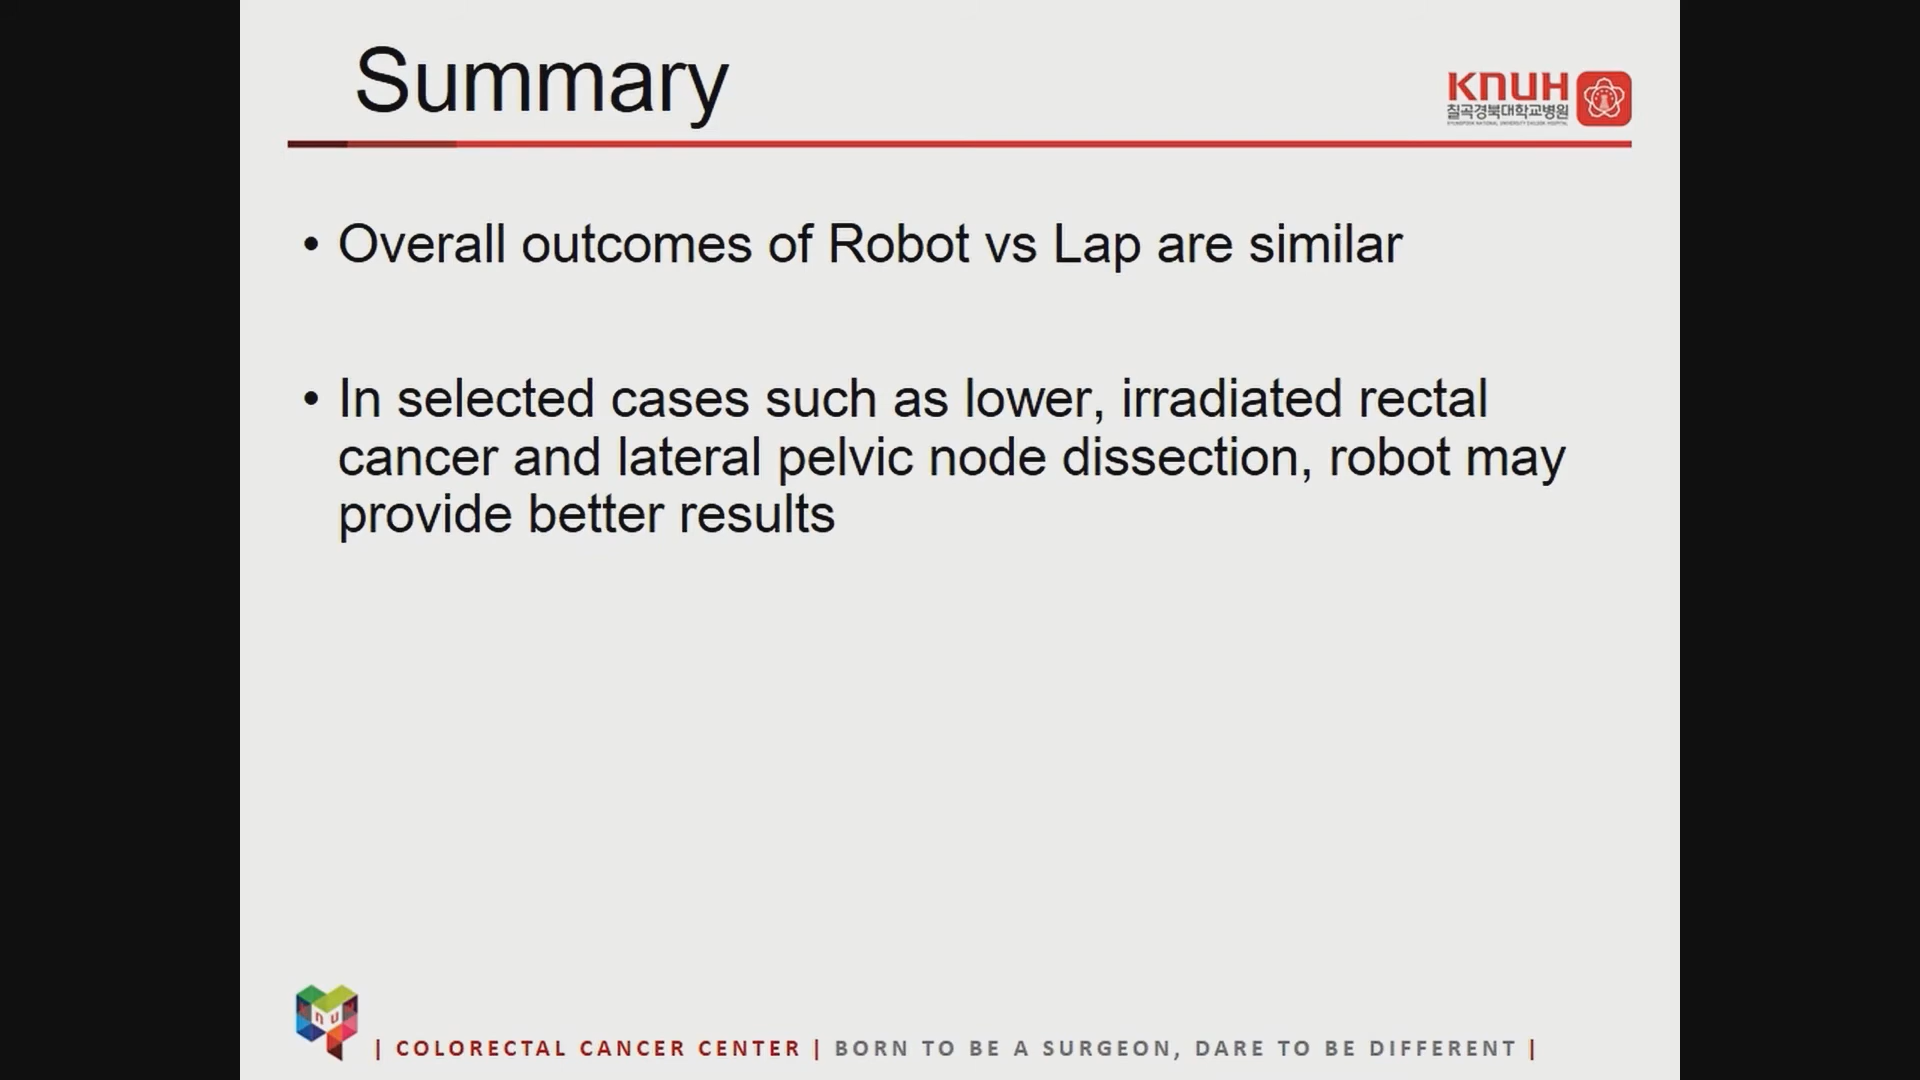 Summary
KNUH
칠곡경북대학교병원
• Overall outcomes of Robot vs Lap are similar
• In selected cases such as lower, irradiated rectal
cancer and lateral pelvic node dissection, robot may
provide better results
KNU
| COLORECTAL CANCER CENTER | BORN TO BE A SURGEON, DARE TO BE DIFFERENT |